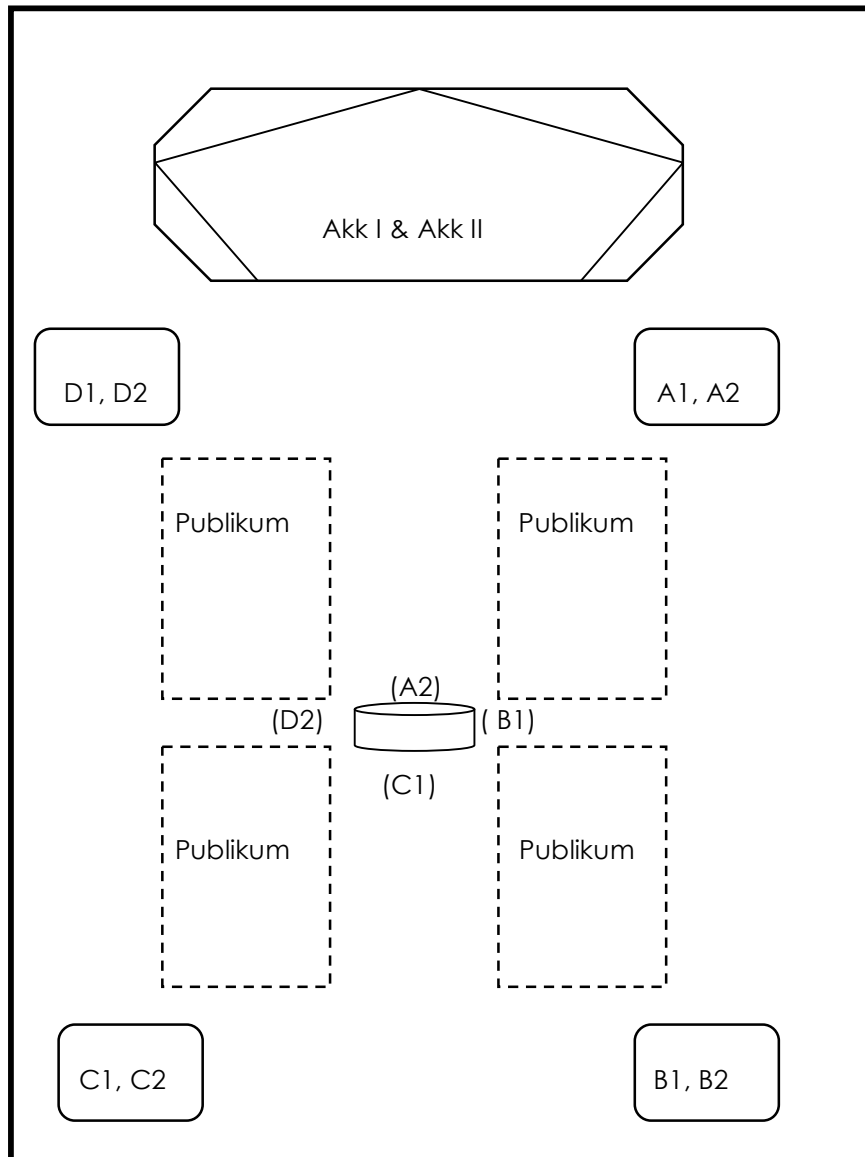 Akk I & Akk II
D1, D2
A1, A2
Publikum
Publikum
(A2)
(D2)
( B1)
(C1)
Publikum
Publikum
C1, C2
B1, B2